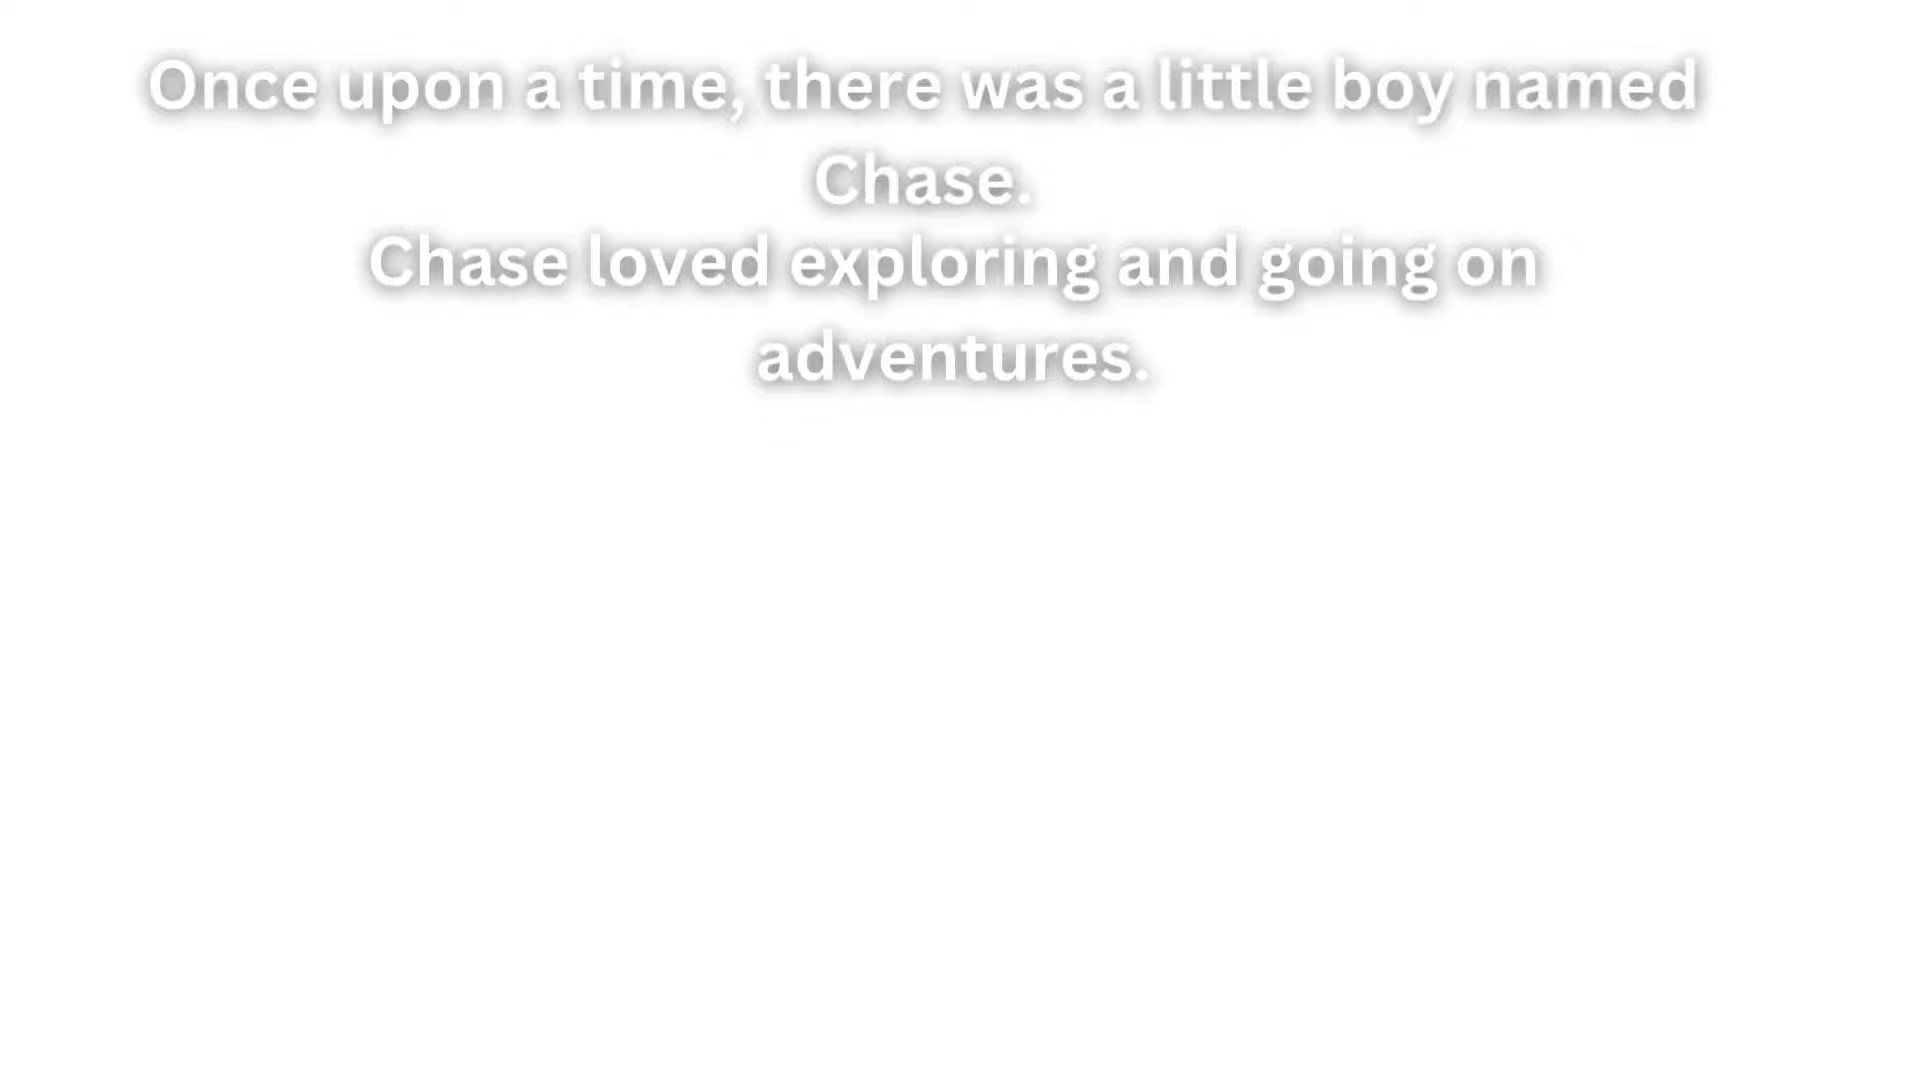 Once upon a time, there was a little boy named
Chase.
Chase loved exploring and going on
adventures.